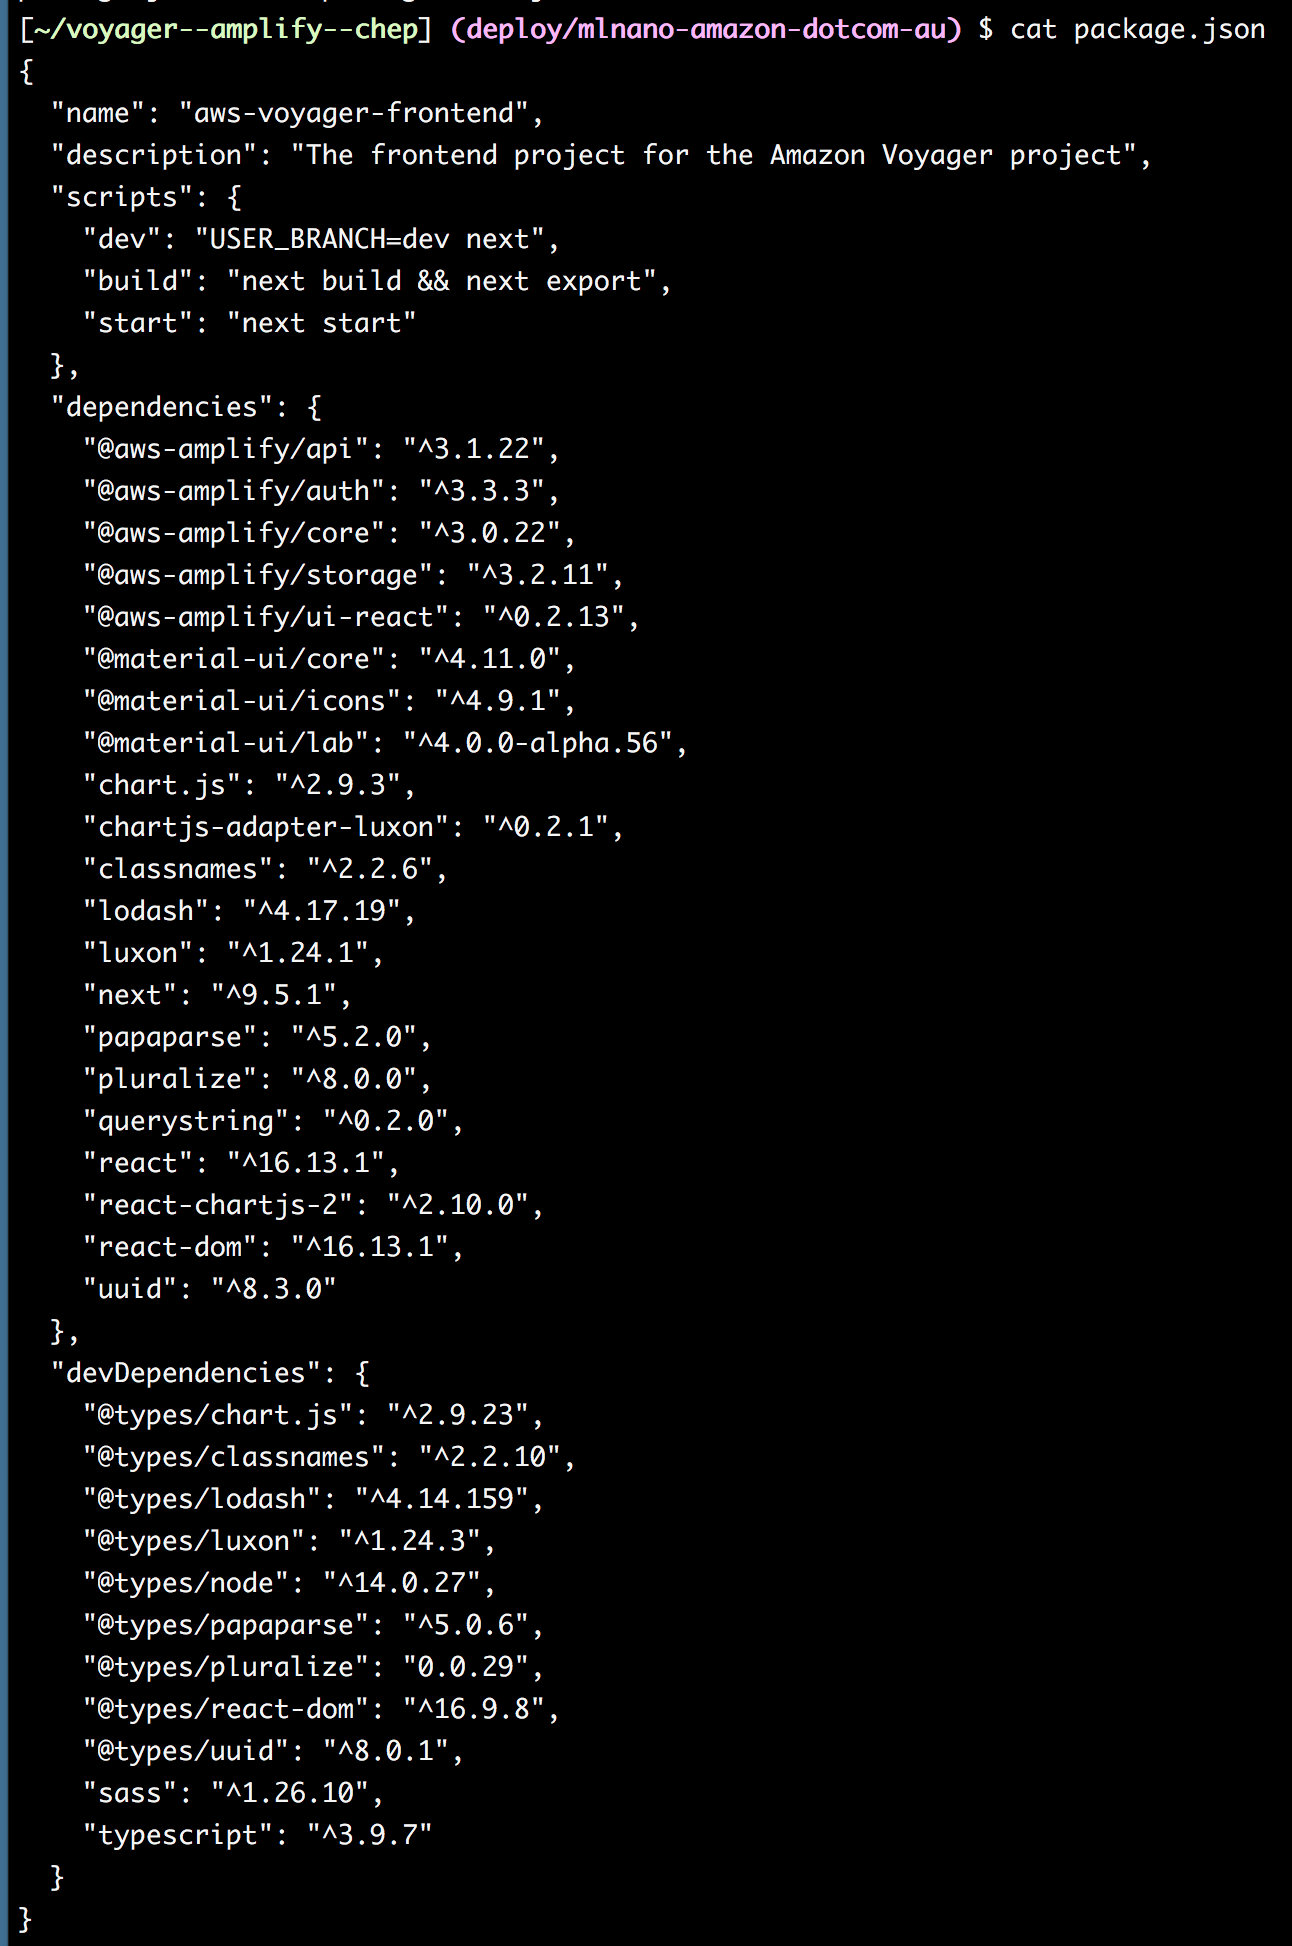 [~/voyager--amplify--chep] (deploy/mlnano-amazon-dotcom-au) $ cat package.json
{
  "name": "aws-voyager-frontend",
  "description": "The frontend project for the Amazon Voyager project",
  "scripts": {
    "dev": "USER_BRANCH=dev next",
    "build": "next build && next export",
    "start": "next start"
  },
  "dependencies": {
    "@aws-amplify/api": "^3.1.22",
    "@aws-amplify/auth": "^3.3.3",
    "@aws-amplify/core": "^3.0.22",
    "@aws-amplify/storage": "^3.2.11",
    "@aws-amplify/ui-react": "^0.2.13",
    "@material-ui/core": "^4.11.0",
    "@material-ui/icons": "^4.9.1",
    "@material-ui/lab": "^4.0.0-alpha.56",
    "chart.js": "^2.9.3",
    "chartjs-adapter-luxon": "^0.2.1",
    "classnames": "^2.2.6",
    "lodash": "^4.17.19",
    "luxon": "^1.24.1",
    "next": "^9.5.1",
    "papaparse": "^5.2.0",
    "pluralize": "^8.0.0",
    "querystring": "^0.2.0",
    "react": "^16.13.1",
    "react-chartjs-2": "^2.10.0",
    "react-dom": "^16.13.1",
    "uuid": "^8.3.0"
  },
  "devDependencies": {
    "@types/chart.js": "^2.9.23",
    "@types/classnames": "^2.2.10",
    "@types/lodash": "^4.14.159",
    "@types/luxon": "^1.24.3",
    "@types/node": "^14.0.27",
    "@types/papaparse": "^5.0.6",
    "@types/pluralize": "0.0.29",
    "@types/react-dom": "^16.9.8",
    "@types/uuid": "^8.0.1",
    "sass": "^1.26.10",
    "typescript": "^3.9.7"
  }
}